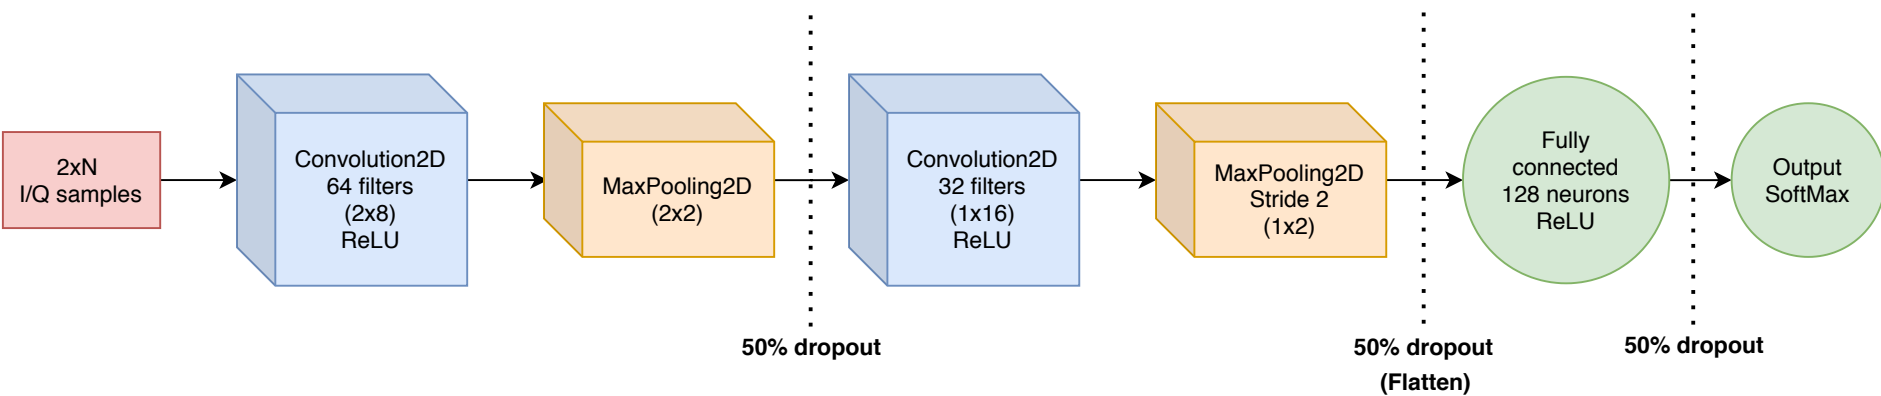 2xN
I/Q samples
Convolution2D
64 filters
(2x8)
ReLU
MaxPooling2D
(2x2)
50% dropout
Convolution2D
32 filters
(1x16)
ReLU
MaxPooling2D
Stride 2
(1x2)
50% dropout
(Flatten)
Fully
connected
128 neurons
ReLU
50% dropout
Output
SoftMax